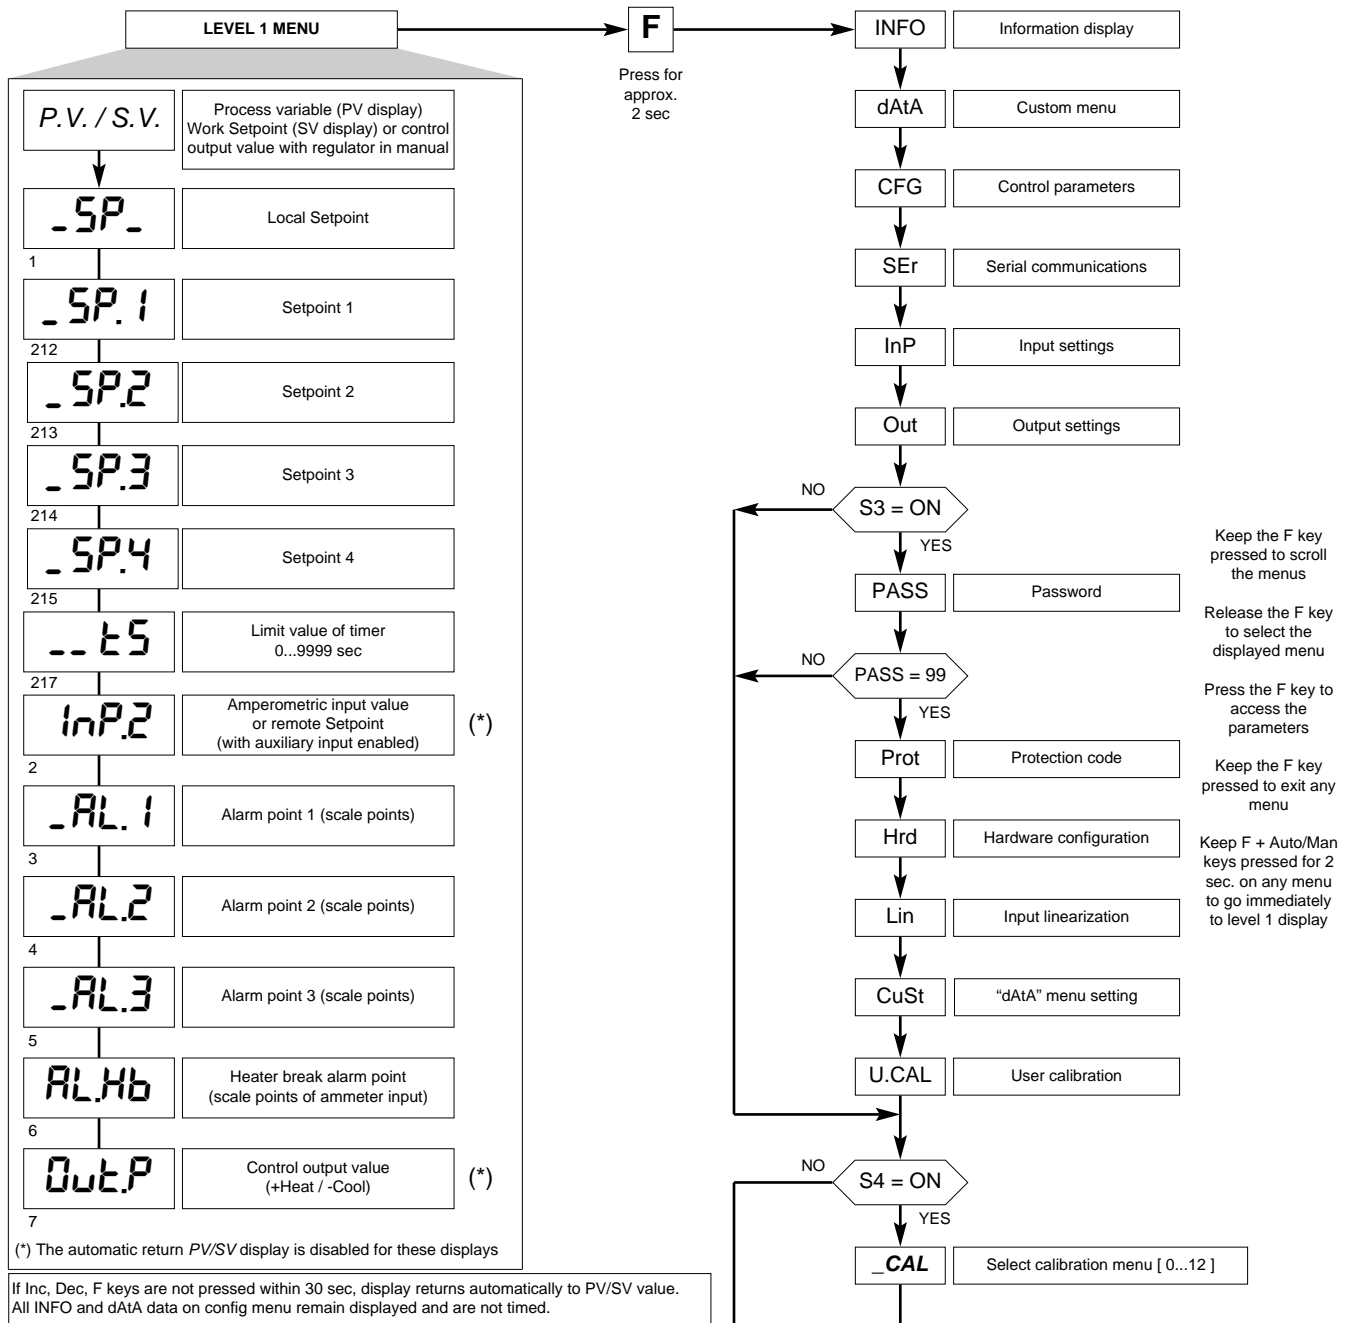 LEVEL 1 MENU
F
Press for
approx.
2 sec
P.V. / S.V.
Process variable (PV display)
Work Setpoint (SV display) or control
output value with regulator in manual
_SP_
Local Setpoint
1
_SP.1
Setpoint 1
212
_SP.2
Setpoint 2
213
_SP.3
Setpoint 3
214
_SP.4
Setpoint 4
215
__tS
Limit value of timer
0...9999 sec
217
InP.2
Amperometric input value
or remote Setpoint
(with auxiliary input enabled)
(*)
2
_AL.1
Alarm point 1 (scale points)
3
_AL.2
Alarm point 2 (scale points)
4
_AL.3
Alarm point 3 (scale points)
5
AL.Hb
Heater break alarm point
(scale points of ammeter input)
6
Out.P
Control output value
(+Heat / -Cool)
(*)
7
(*) The automatic return PV/SV display is disabled for these displays
If Inc, Dec, F keys are not pressed within 30 sec, display returns automatically to PV/SV value.
All INFO and dAtA data on config menu remain displayed and are not timed.
INFO
Information display
dAtA
Custom menu
CFG
Control parameters
SEr
Serial communications
InP
Input settings
Out
Output settings
NO
S3 = ON
YES
PASS
Password
NO
PASS = 99
YES
Prot
Protection code
Hrd
Hardware configuration
Lin
Input linearization
CuSt
“dAtA” menu setting
U.CAL
User calibration
NO
S4 = ON
YES
_CAL
Select calibration menu [ 0...12 ]
Keep the F key
pressed to scroll
the menus
Release the F key
to select the
displayed menu
Press the F key to
access the
parameters
Keep the F key
pressed to exit any
menu
Keep F + Auto/Man
keys pressed for 2
sec. on any menu
to go immediately
to level 1 display